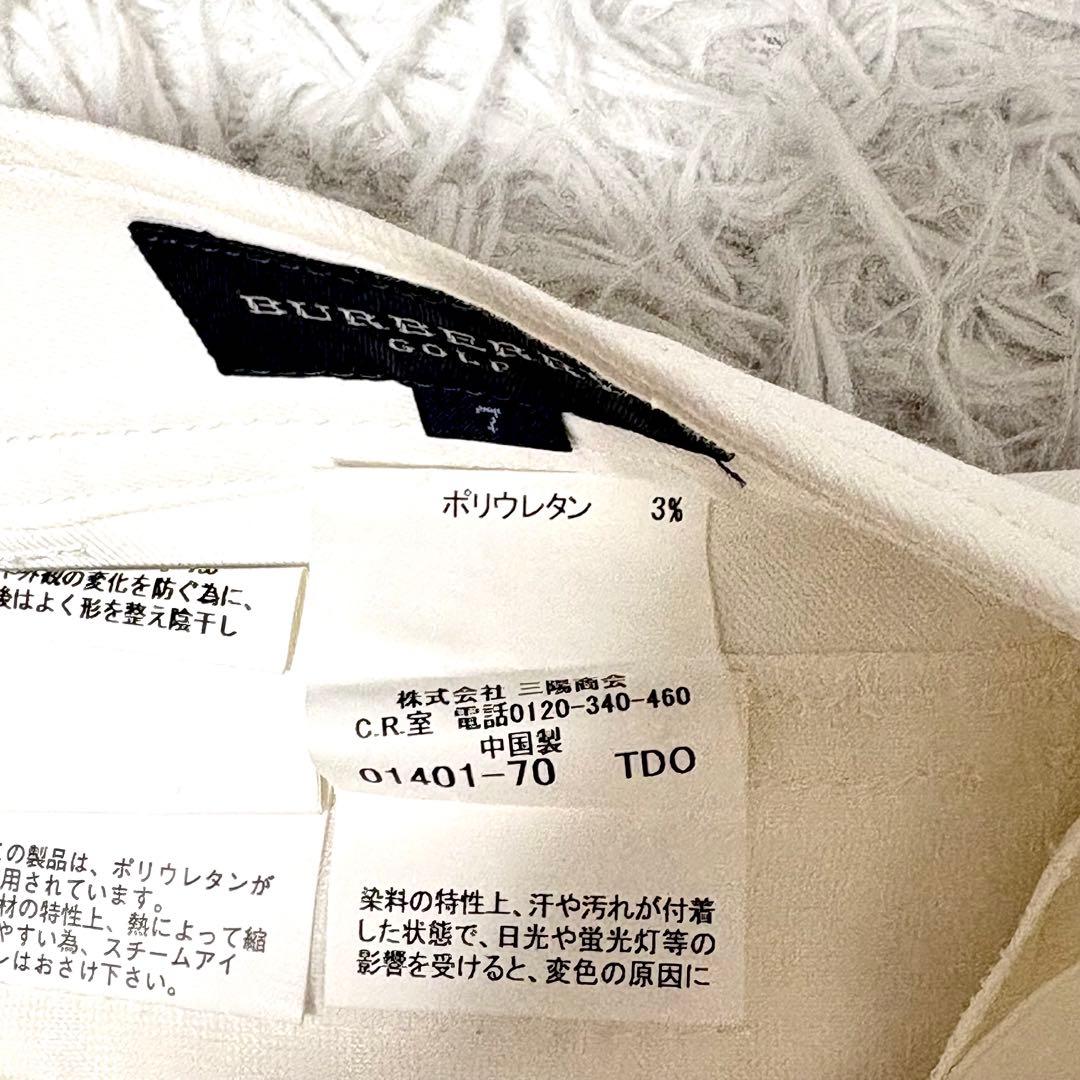 BURBERRY
GOLF
7
ポリウレタン 3%
の変化を防ぐ為に、
後はよく形を整え陰干し
株式会社 三陽商会
C.R.室 電話0120-340-460
中国製
01401-70 TDO
の製品は、ポリウレタンが
用されています。
材の特性上、熱によって縮
やすい為、スチームアイ
ンはおさけ下さい。
染料の特性上、汗や汚れが付着
した状態で、日光や蛍光灯等の
影響を受けると、変色の原因に